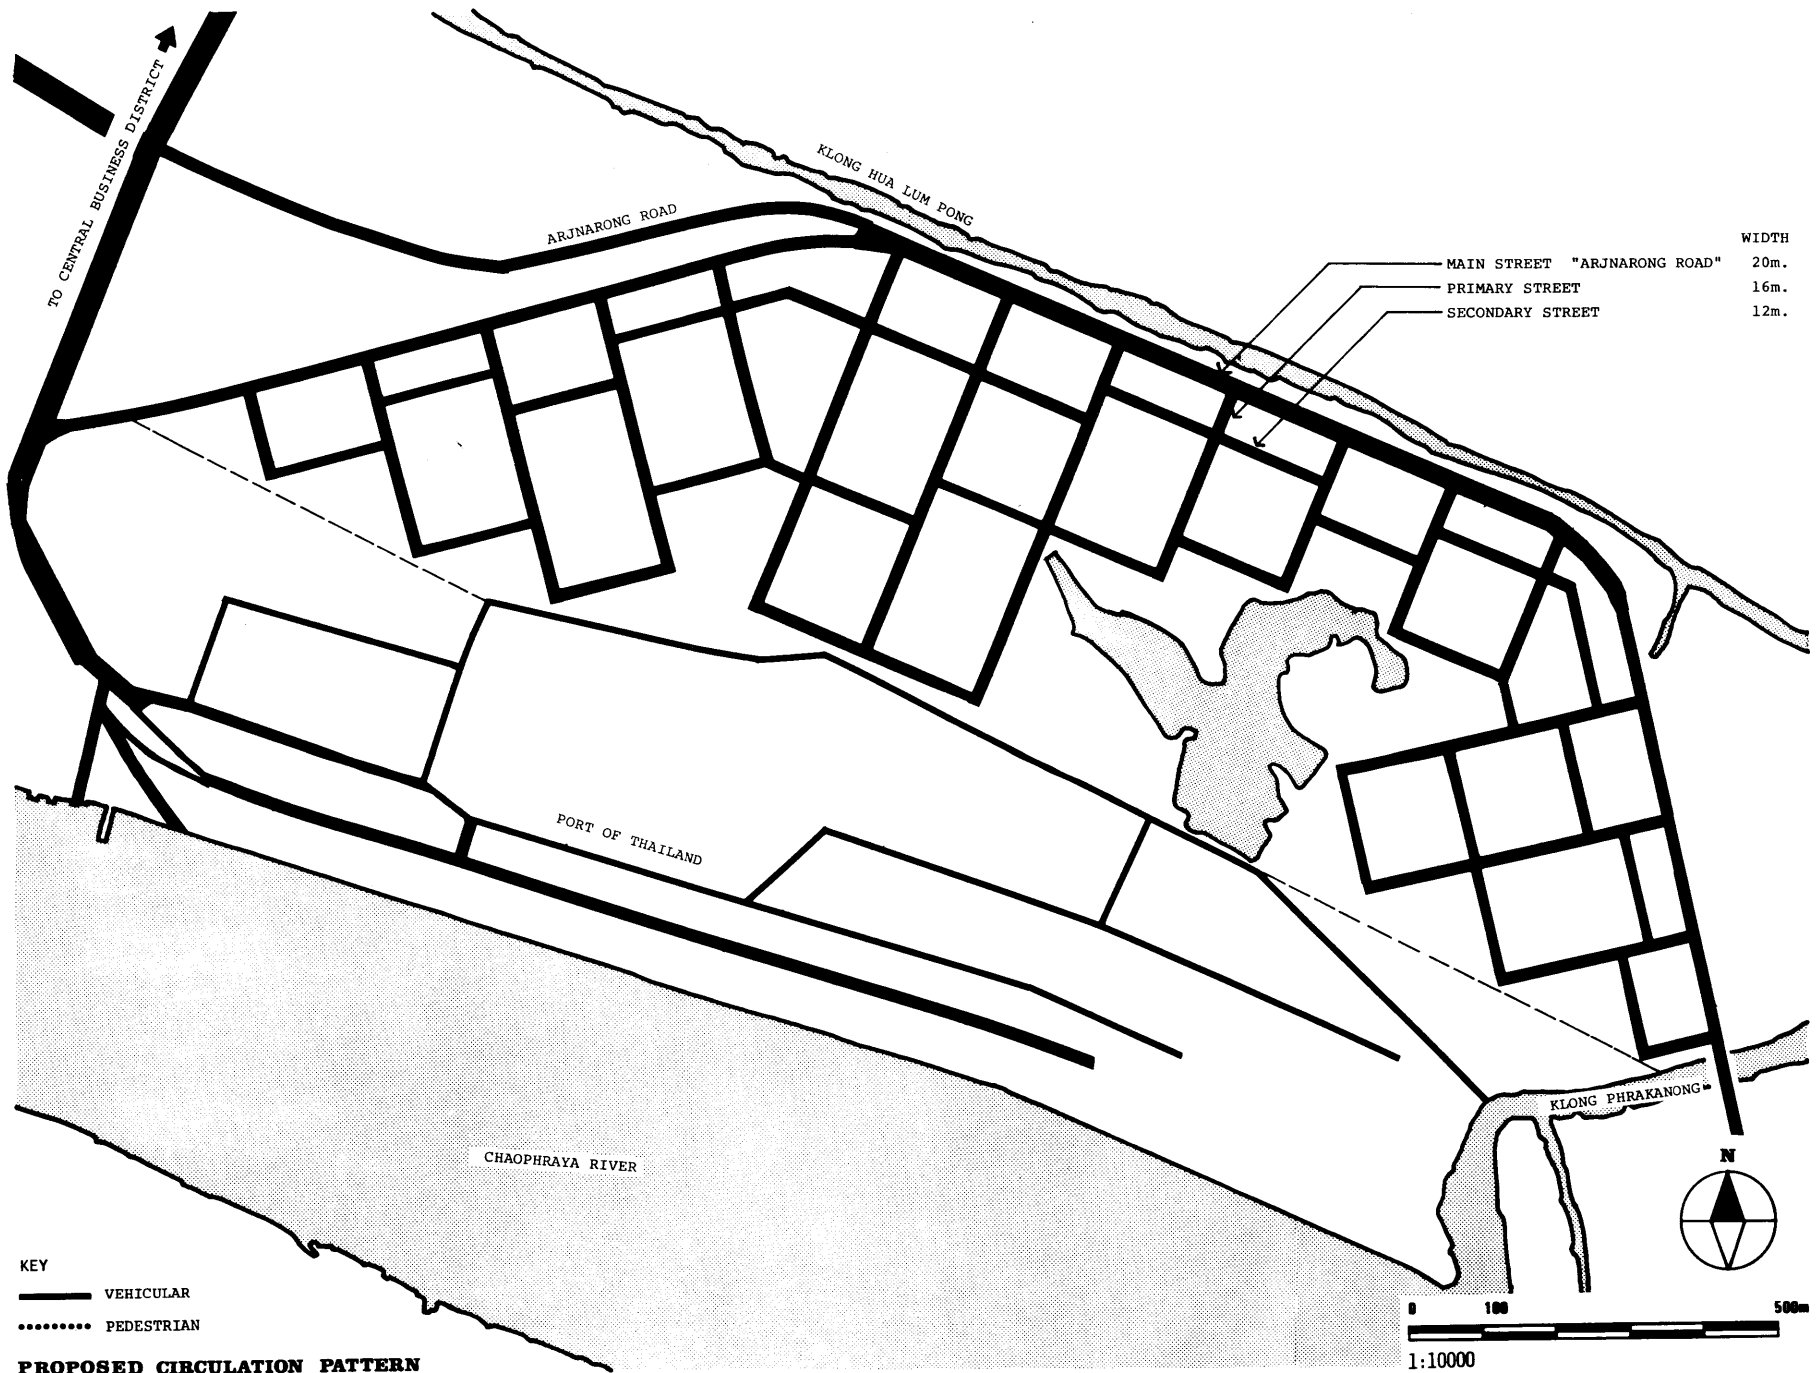 TO CENTRAL BUSINESS DISTRICT
KLONG HUA LUM PONG
ARJNARONG ROAD
WIDTH
MAIN STREET "ARJNARONG ROAD" 20m.
PRIMARY STREET 16m.
SECONDARY STREET 12m.
PORT OF THAILAND
KLONG PHRAKANONG
CHAOPHRAYA RIVER
N
KEY
VEHICULAR
PEDESTRIAN
PROPOSED CIRCULATION PATTERN
0 100 500m
1:10000